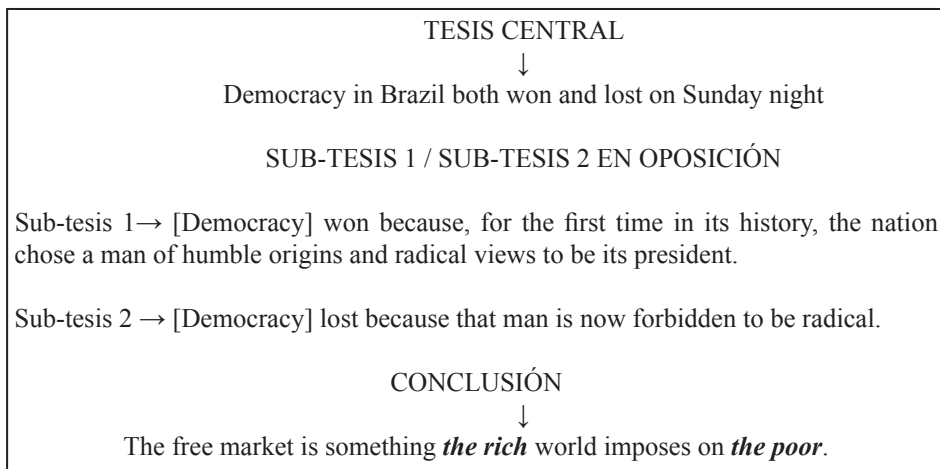 TESIS CENTRAL
↓
Democracy in Brazil both won and lost on Sunday night
SUB-TESIS 1 / SUB-TESIS 2 EN OPOSICIÓN
Sub-tesis 1→ [Democracy] won because, for the first time in its history, the nation
chose a man of humble origins and radical views to be its president.
Sub-tesis 2 → [Democracy] lost because that man is now forbidden to be radical.
CONCLUSIÓN
↓
The free market is something the rich world imposes on the poor.